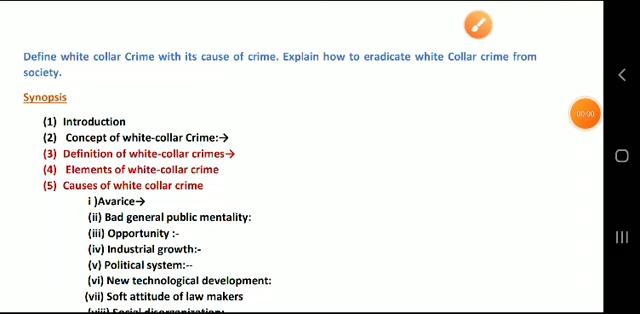 Define white collar Crime with its cause of crime. Explain how to eradicate white Collar crime from
society.
Synopsis
(1) Introduction
(2) Concept of white-collar Crime:→
(3) Definition of white-collar crimes→
(4) Elements of white-collar crime
(5) Causes of white collar crime
i )Avarice→
(ii) Bad general public mentality:
(iii) Opportunity :-
(iv) Industrial growth:-
(v) Political system:--
(vi) New technological development:
(vii) Soft attitude of law makers
(viii) Social disorganization:
00:00